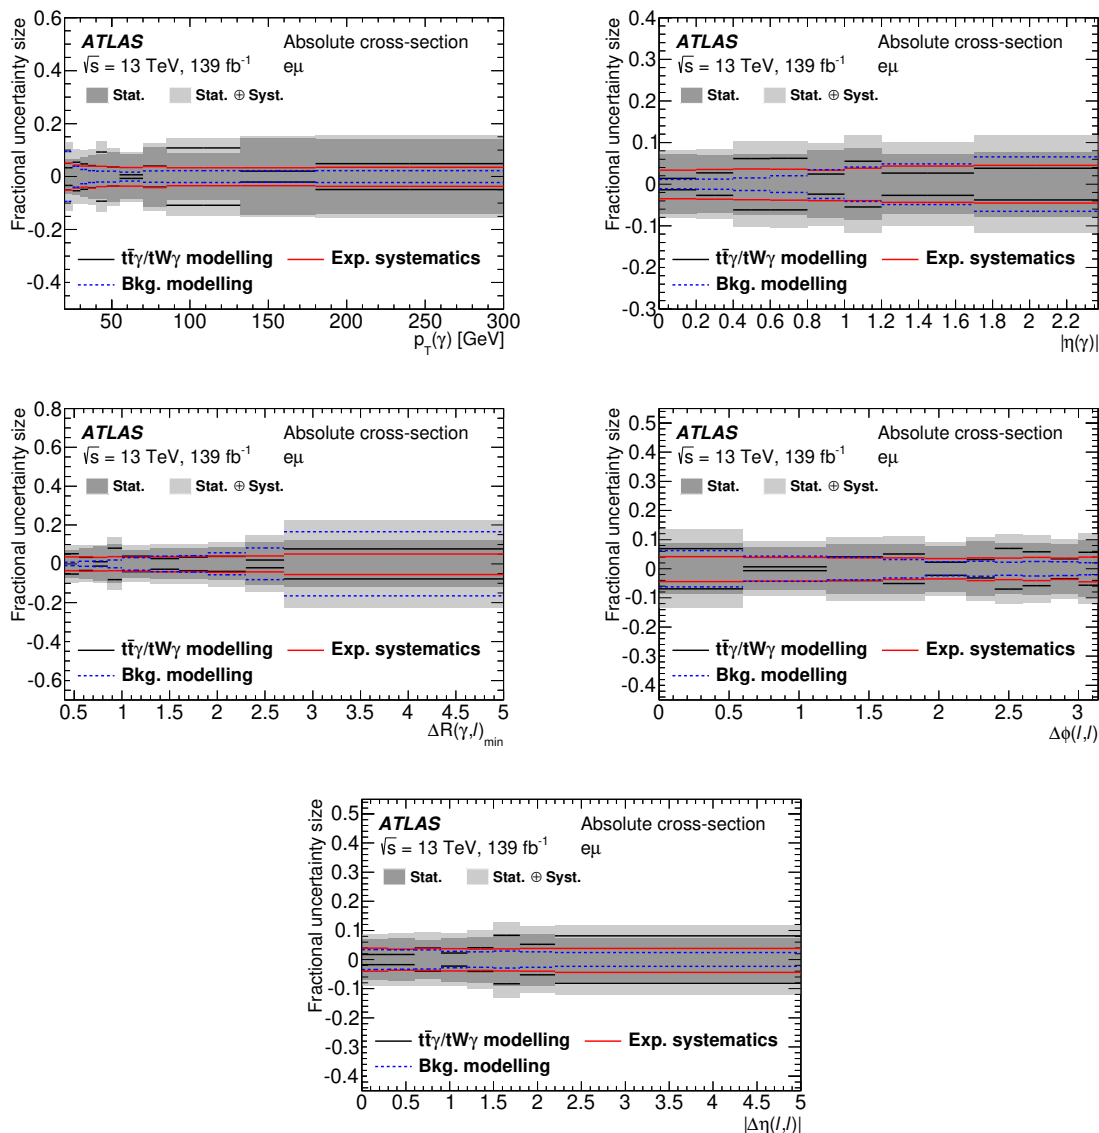 Fractional uncertainty size
0.6
0.4
0.2
0
-0.2
-0.4
ATLAS Absolute cross-section
√s = 13 TeV, 139 fb⁻¹ eμ
Stat. Stat. ⊕ Syst.
tt̄γ/tWγ modelling Exp. systematics
Bkg. modelling
50 100 150 200 250 300
p_T(γ) [GeV]
Fractional uncertainty size
0.4
0.3
0.2
0.1
0
-0.1
-0.2
-0.3
ATLAS Absolute cross-section
√s = 13 TeV, 139 fb⁻¹ eμ
Stat. Stat. ⊕ Syst.
tt̄γ/tWγ modelling Exp. systematics
Bkg. modelling
0 0.2 0.4 0.6 0.8 1 1.2 1.4 1.6 1.8 2 2.2
|η(γ)|
Fractional uncertainty size
0.8
0.6
0.4
0.2
0
-0.2
-0.4
-0.6
ATLAS Absolute cross-section
√s = 13 TeV, 139 fb⁻¹ eμ
Stat. Stat. ⊕ Syst.
tt̄γ/tWγ modelling Exp. systematics
Bkg. modelling
0.5 1 1.5 2 2.5 3 3.5 4 4.5 5
ΔR(γ,l)_min
Fractional uncertainty size
0.5
0.4
0.3
0.2
0.1
0
-0.1
-0.2
-0.3
-0.4
ATLAS Absolute cross-section
√s = 13 TeV, 139 fb⁻¹ eμ
Stat. Stat. ⊕ Syst.
tt̄γ/tWγ modelling Exp. systematics
Bkg. modelling
0 0.5 1 1.5 2 2.5 3
Δϕ(l,l)
Fractional uncertainty size
0.5
0.4
0.3
0.2
0.1
0
-0.1
-0.2
-0.3
-0.4
ATLAS Absolute cross-section
√s = 13 TeV, 139 fb⁻¹ eμ
Stat. Stat. ⊕ Syst.
tt̄γ/tWγ modelling Exp. systematics
Bkg. modelling
0 0.5 1 1.5 2 2.5 3 3.5 4 4.5 5
|Δη(l,l)|